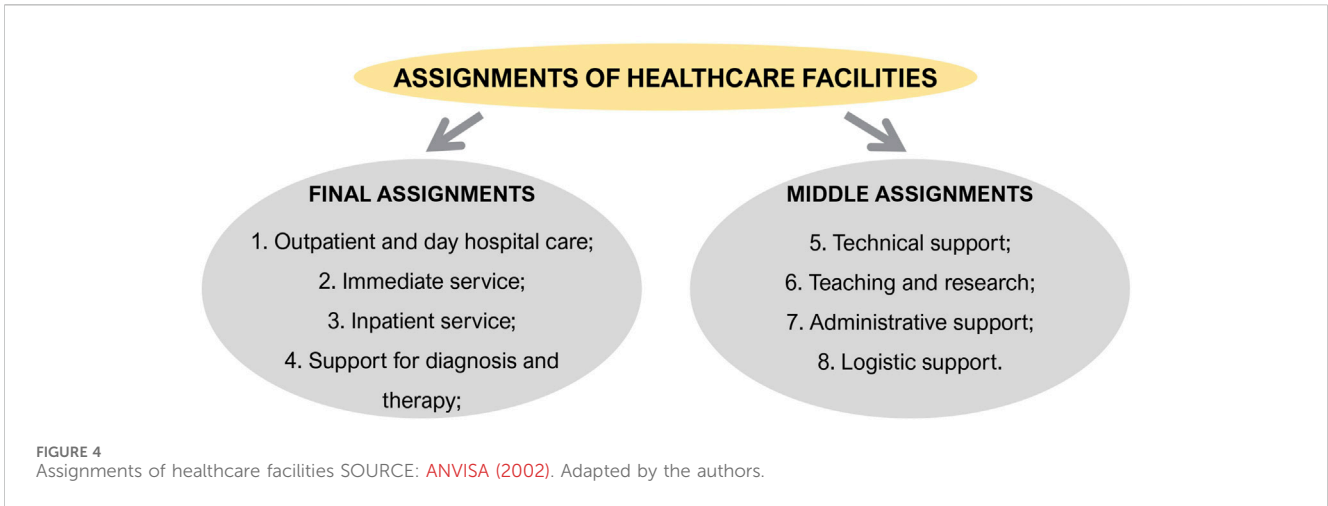 ASSIGNMENTS OF HEALTHCARE FACILITIES
FINAL ASSIGNMENTS
1. Outpatient and day hospital care;
2. Immediate service;
3. Inpatient service;
4. Support for diagnosis and
therapy;
MIDDLE ASSIGNMENTS
5. Technical support;
6. Teaching and research;
7. Administrative support;
8. Logistic support.
FIGURE 4
Assignments of healthcare facilities SOURCE: ANVISA (2002). Adapted by the authors.